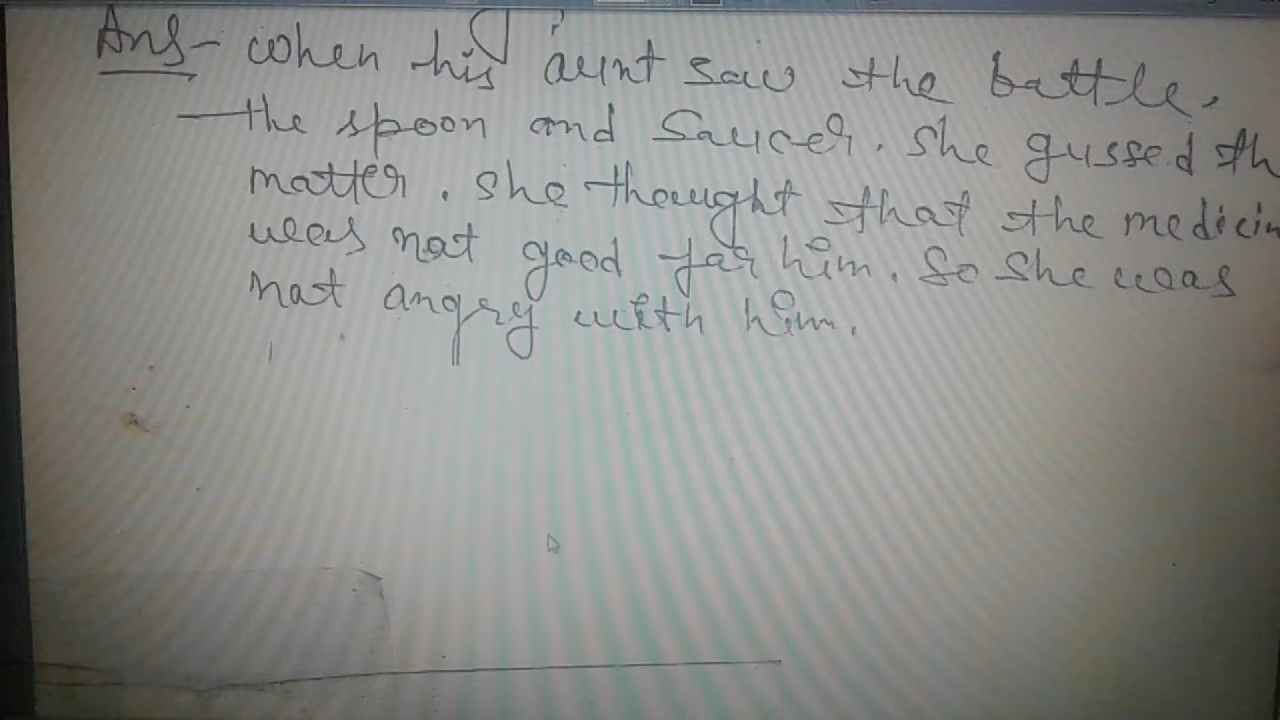 Ans- when his aunt saw the bottle,
the spoon and saucer. she gussed th
matter. she thought that the medicin
was not good for him. So she was
not angry with him.